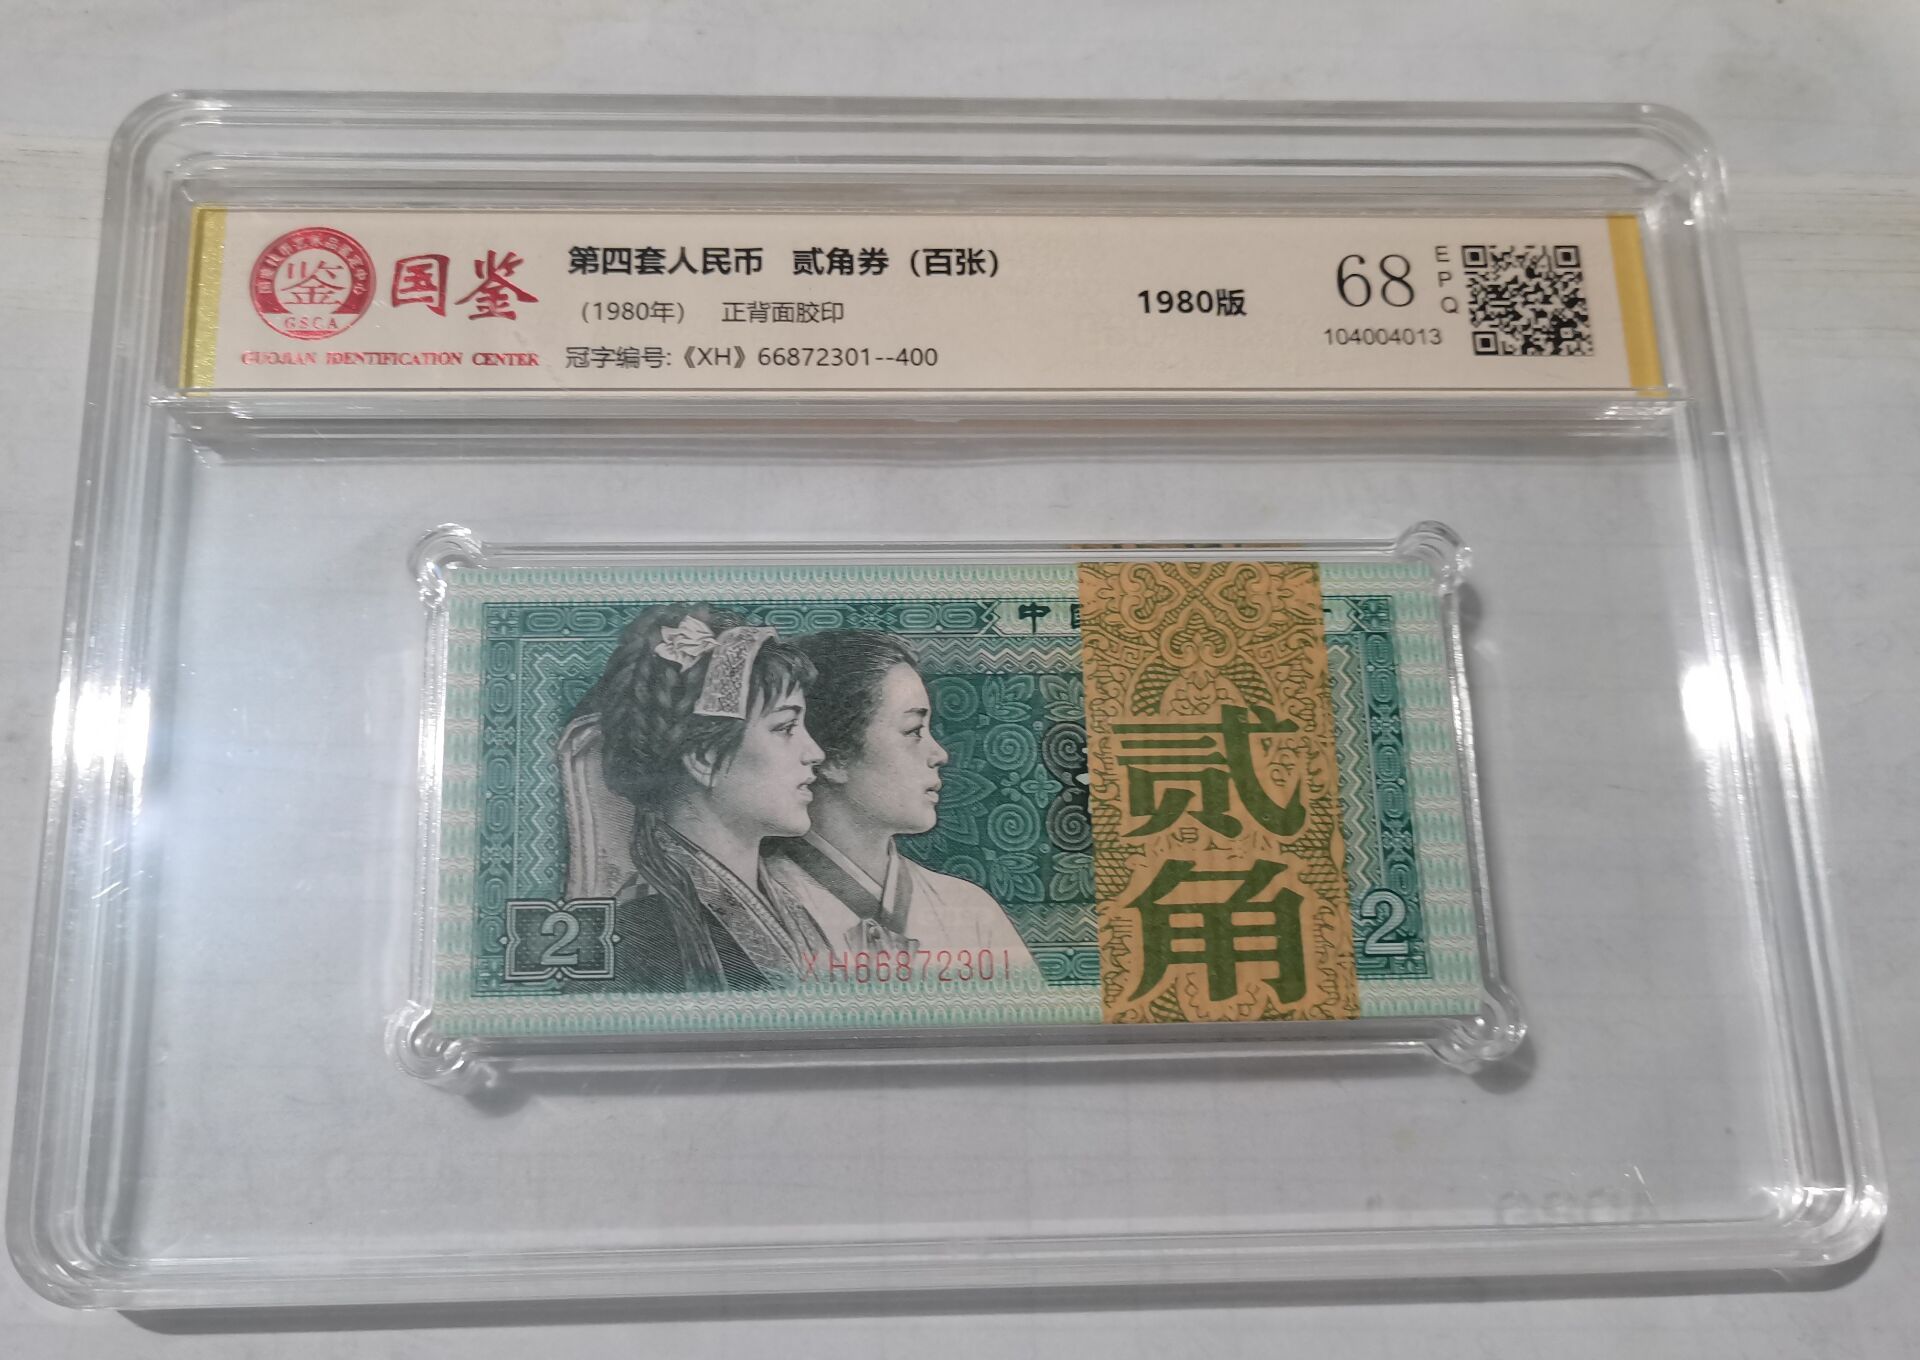 国鉴
GSCA
GUOJIAN IDENTIFICATION CENTER
第四套人民币 贰角券（百张）
（1980年） 正背面胶印
冠字编号:《XH》66872301--400
1980版
68
EPQ
104004013
中国
贰角
2
XH66872301
2